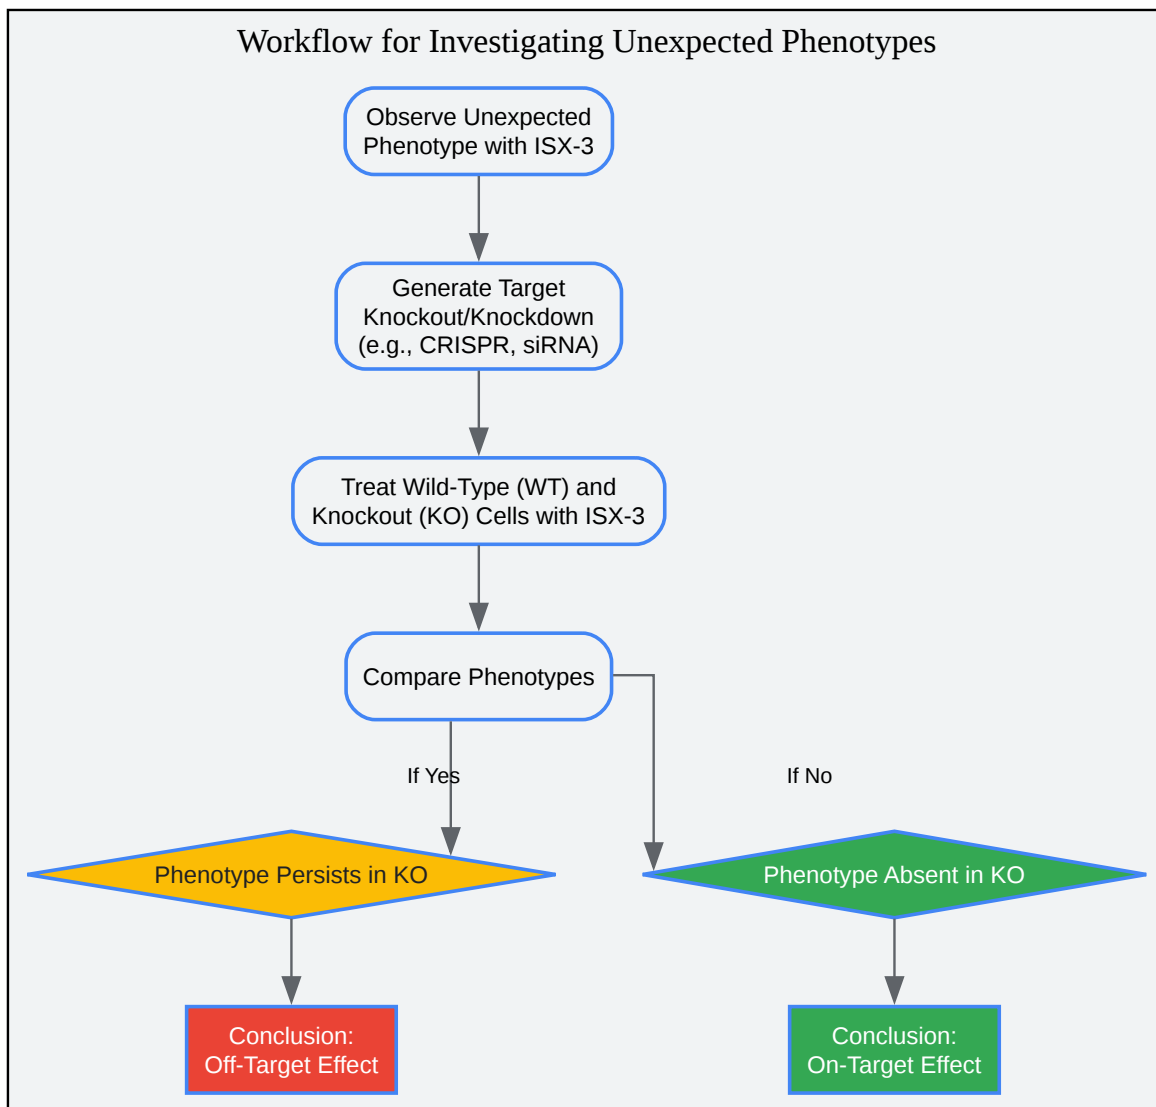 Workflow for Investigating Unexpected Phenotypes
Observe Unexpected
Phenotype with ISX-3
Generate Target
Knockout/Knockdown
(e.g., CRISPR, siRNA)
Treat Wild-Type (WT) and
Knockout (KO) Cells with ISX-3
Compare Phenotypes
If Yes
If No
Phenotype Persists in KO
Phenotype Absent in KO
Conclusion:
Off-Target Effect
Conclusion:
On-Target Effect